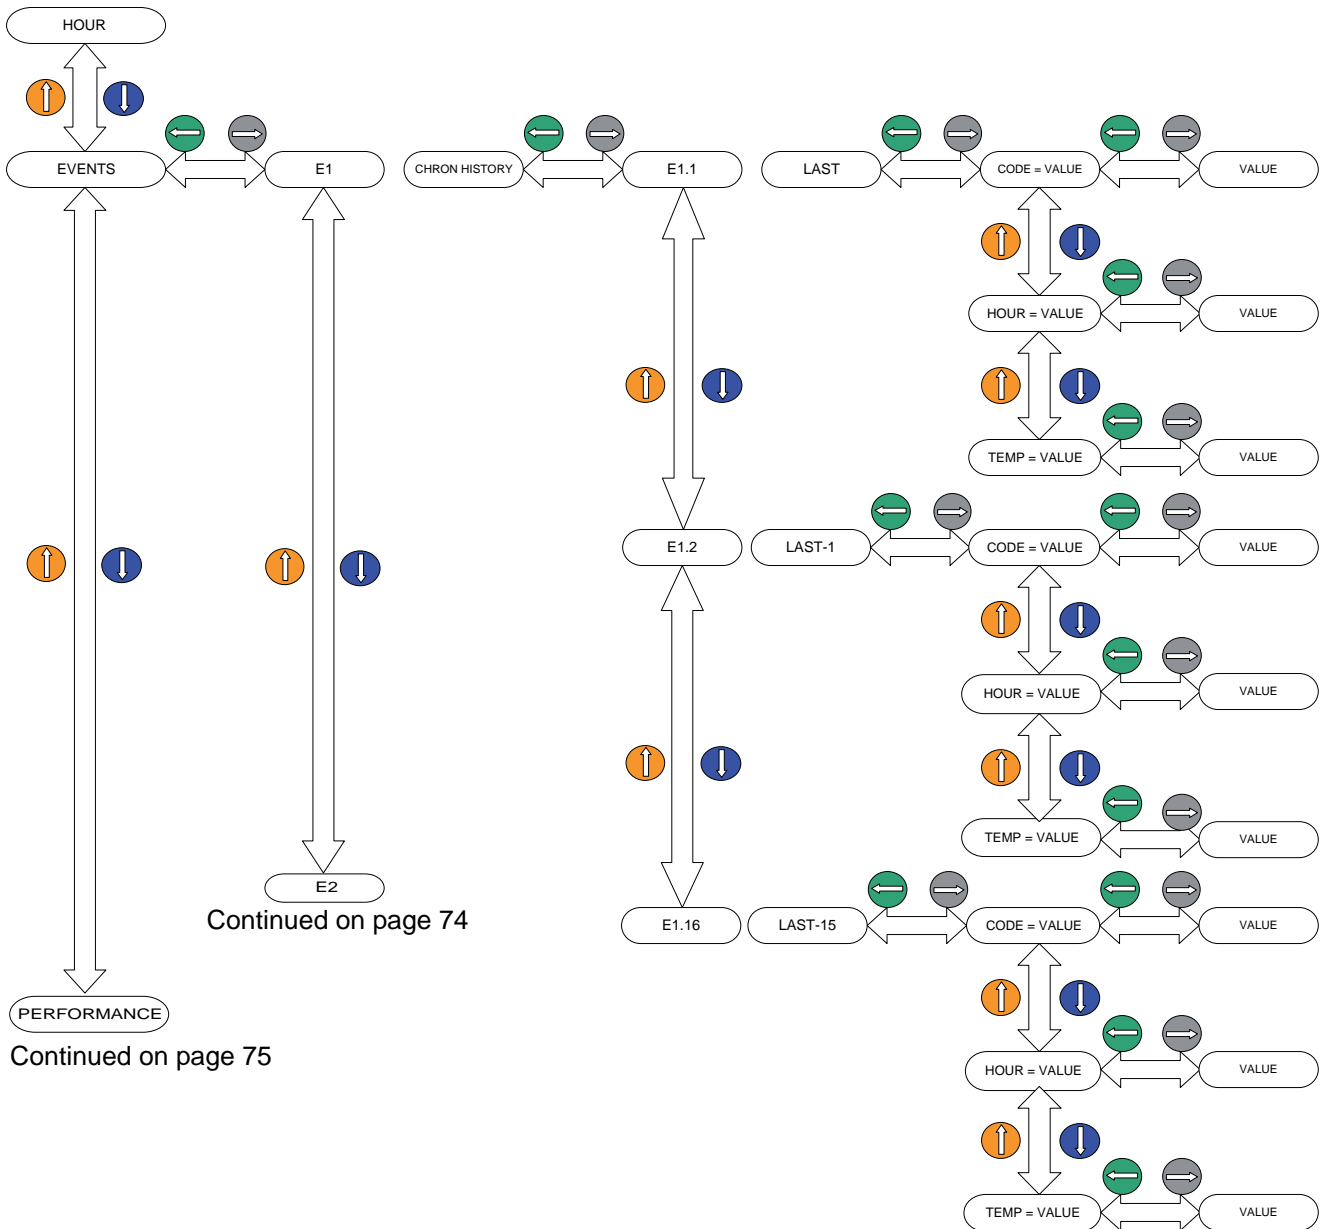 HOUR
EVENTS E1 CHRON HISTORY E1.1 LAST CODE = VALUE VALUE
HOUR = VALUE VALUE
TEMP = VALUE VALUE
E1.2 LAST-1 CODE = VALUE VALUE
HOUR = VALUE VALUE
TEMP = VALUE VALUE
E2
Continued on page 74
E1.16 LAST-15 CODE = VALUE VALUE
PERFORMANCE
Continued on page 75
HOUR = VALUE VALUE
TEMP = VALUE VALUE